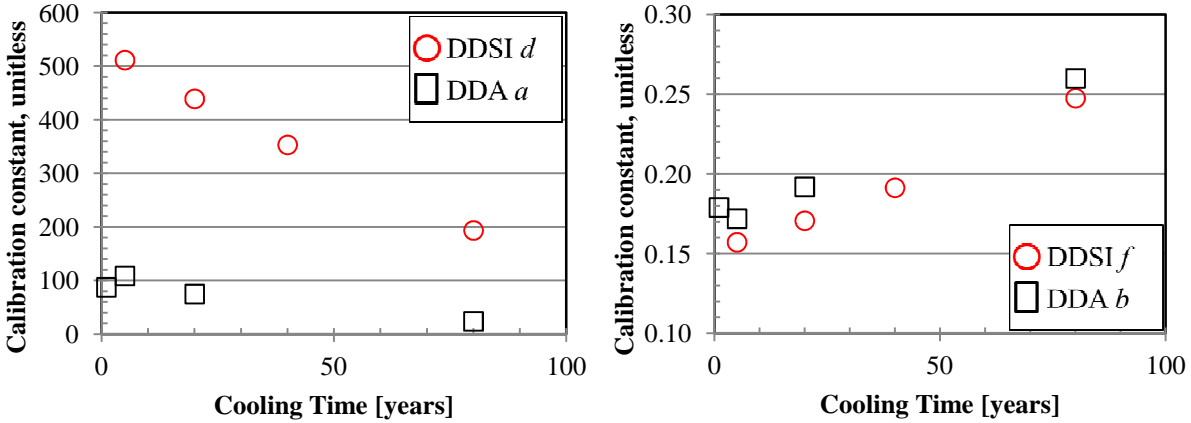 Calibration constant, unitless
600
500
400
300
200
100
0
DDSI d
DDA a
0
50
100
Cooling Time [years]
Calibration constant, unitless
0.30
0.25
0.20
0.15
0.10
DDSI f
DDA b
0
50
100
Cooling Time [years]